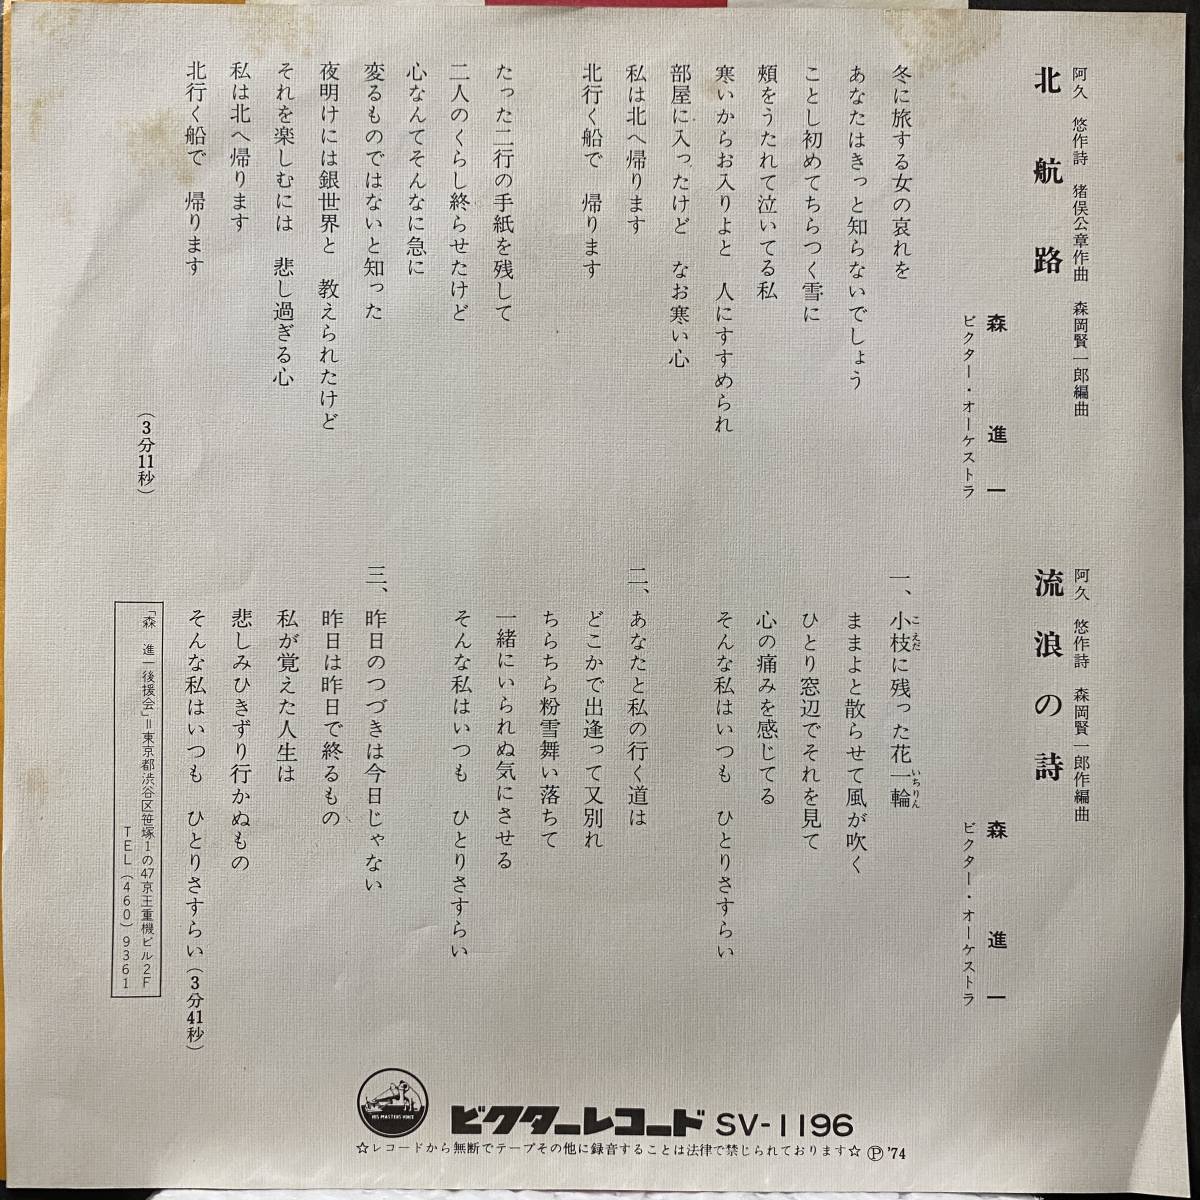 阿久 悠作詩 猪俣公章作曲 森岡賢一郎編曲
北航路
森進一
ビクター・オーケストラ
冬に旅する女の哀れを
あなたはきっと知らないでしょう
ことし初めてちらつく雪に
頬をうたれて泣いてる私
寒いからお入りよと 人にすすめられ
部屋に入ったけど なお寒い心
私は北へ帰ります
北行く船で 帰ります
たった二行の手紙を残して
二人のくらし終らせたけど
心なんてそんなに急に
変るものではないと知った
夜明けには銀世界と 教えられたけど
それを楽しむには 悲し過ぎる心
私は北へ帰ります
北行く船で 帰ります
(3分11秒)
阿久 悠作詩 森岡賢一郎作編曲
流浪の詩
森進一
ビクター・オーケストラ
一、小枝に残った花一輪
こえだ いちりん
ままよと散らせて風が吹く
ひとり窓辺でそれを見て
心の痛みを感じてる
そんな私はいつも ひとりさすらい
二、あなたと私の行く道は
どこかで出逢って又別れ
ちらちら粉雪舞い落ちて
一緒にいられぬ気にさせる
そんな私はいつも ひとりさすらい
三、昨日のつづきは今日じゃない
昨日は昨日で終るもの
私が覚えた人生は
悲しみひきずり行かぬもの
そんな私はいつも ひとりさすらい(3分41秒)
「森 進一後援会」=東京都渋谷区笹塚1の47京王重機ビル2F
TEL(460)9361
HIS MASTERS VOICE
ビクターレコード SV-1196
☆レコードから無断でテープその他に録音することは法律で禁じられております☆ Ⓟ'74